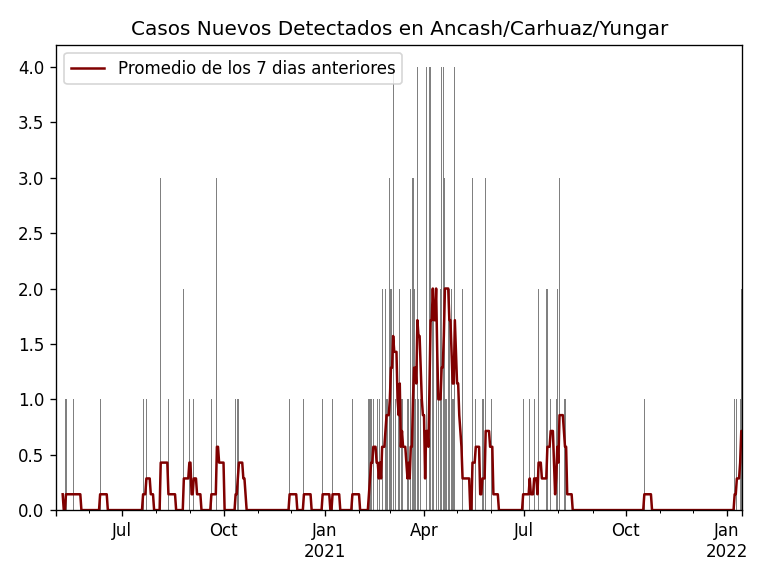 Casos Nuevos Detectados en Ancash/Carhuaz/Yungar
Promedio de los 7 dias anteriores
4.0
3.5
3.0
2.5
2.0
1.5
1.0
0.5
0.0
Jul
Oct
Jan
2021
Apr
Jul
Oct
Jan
2022